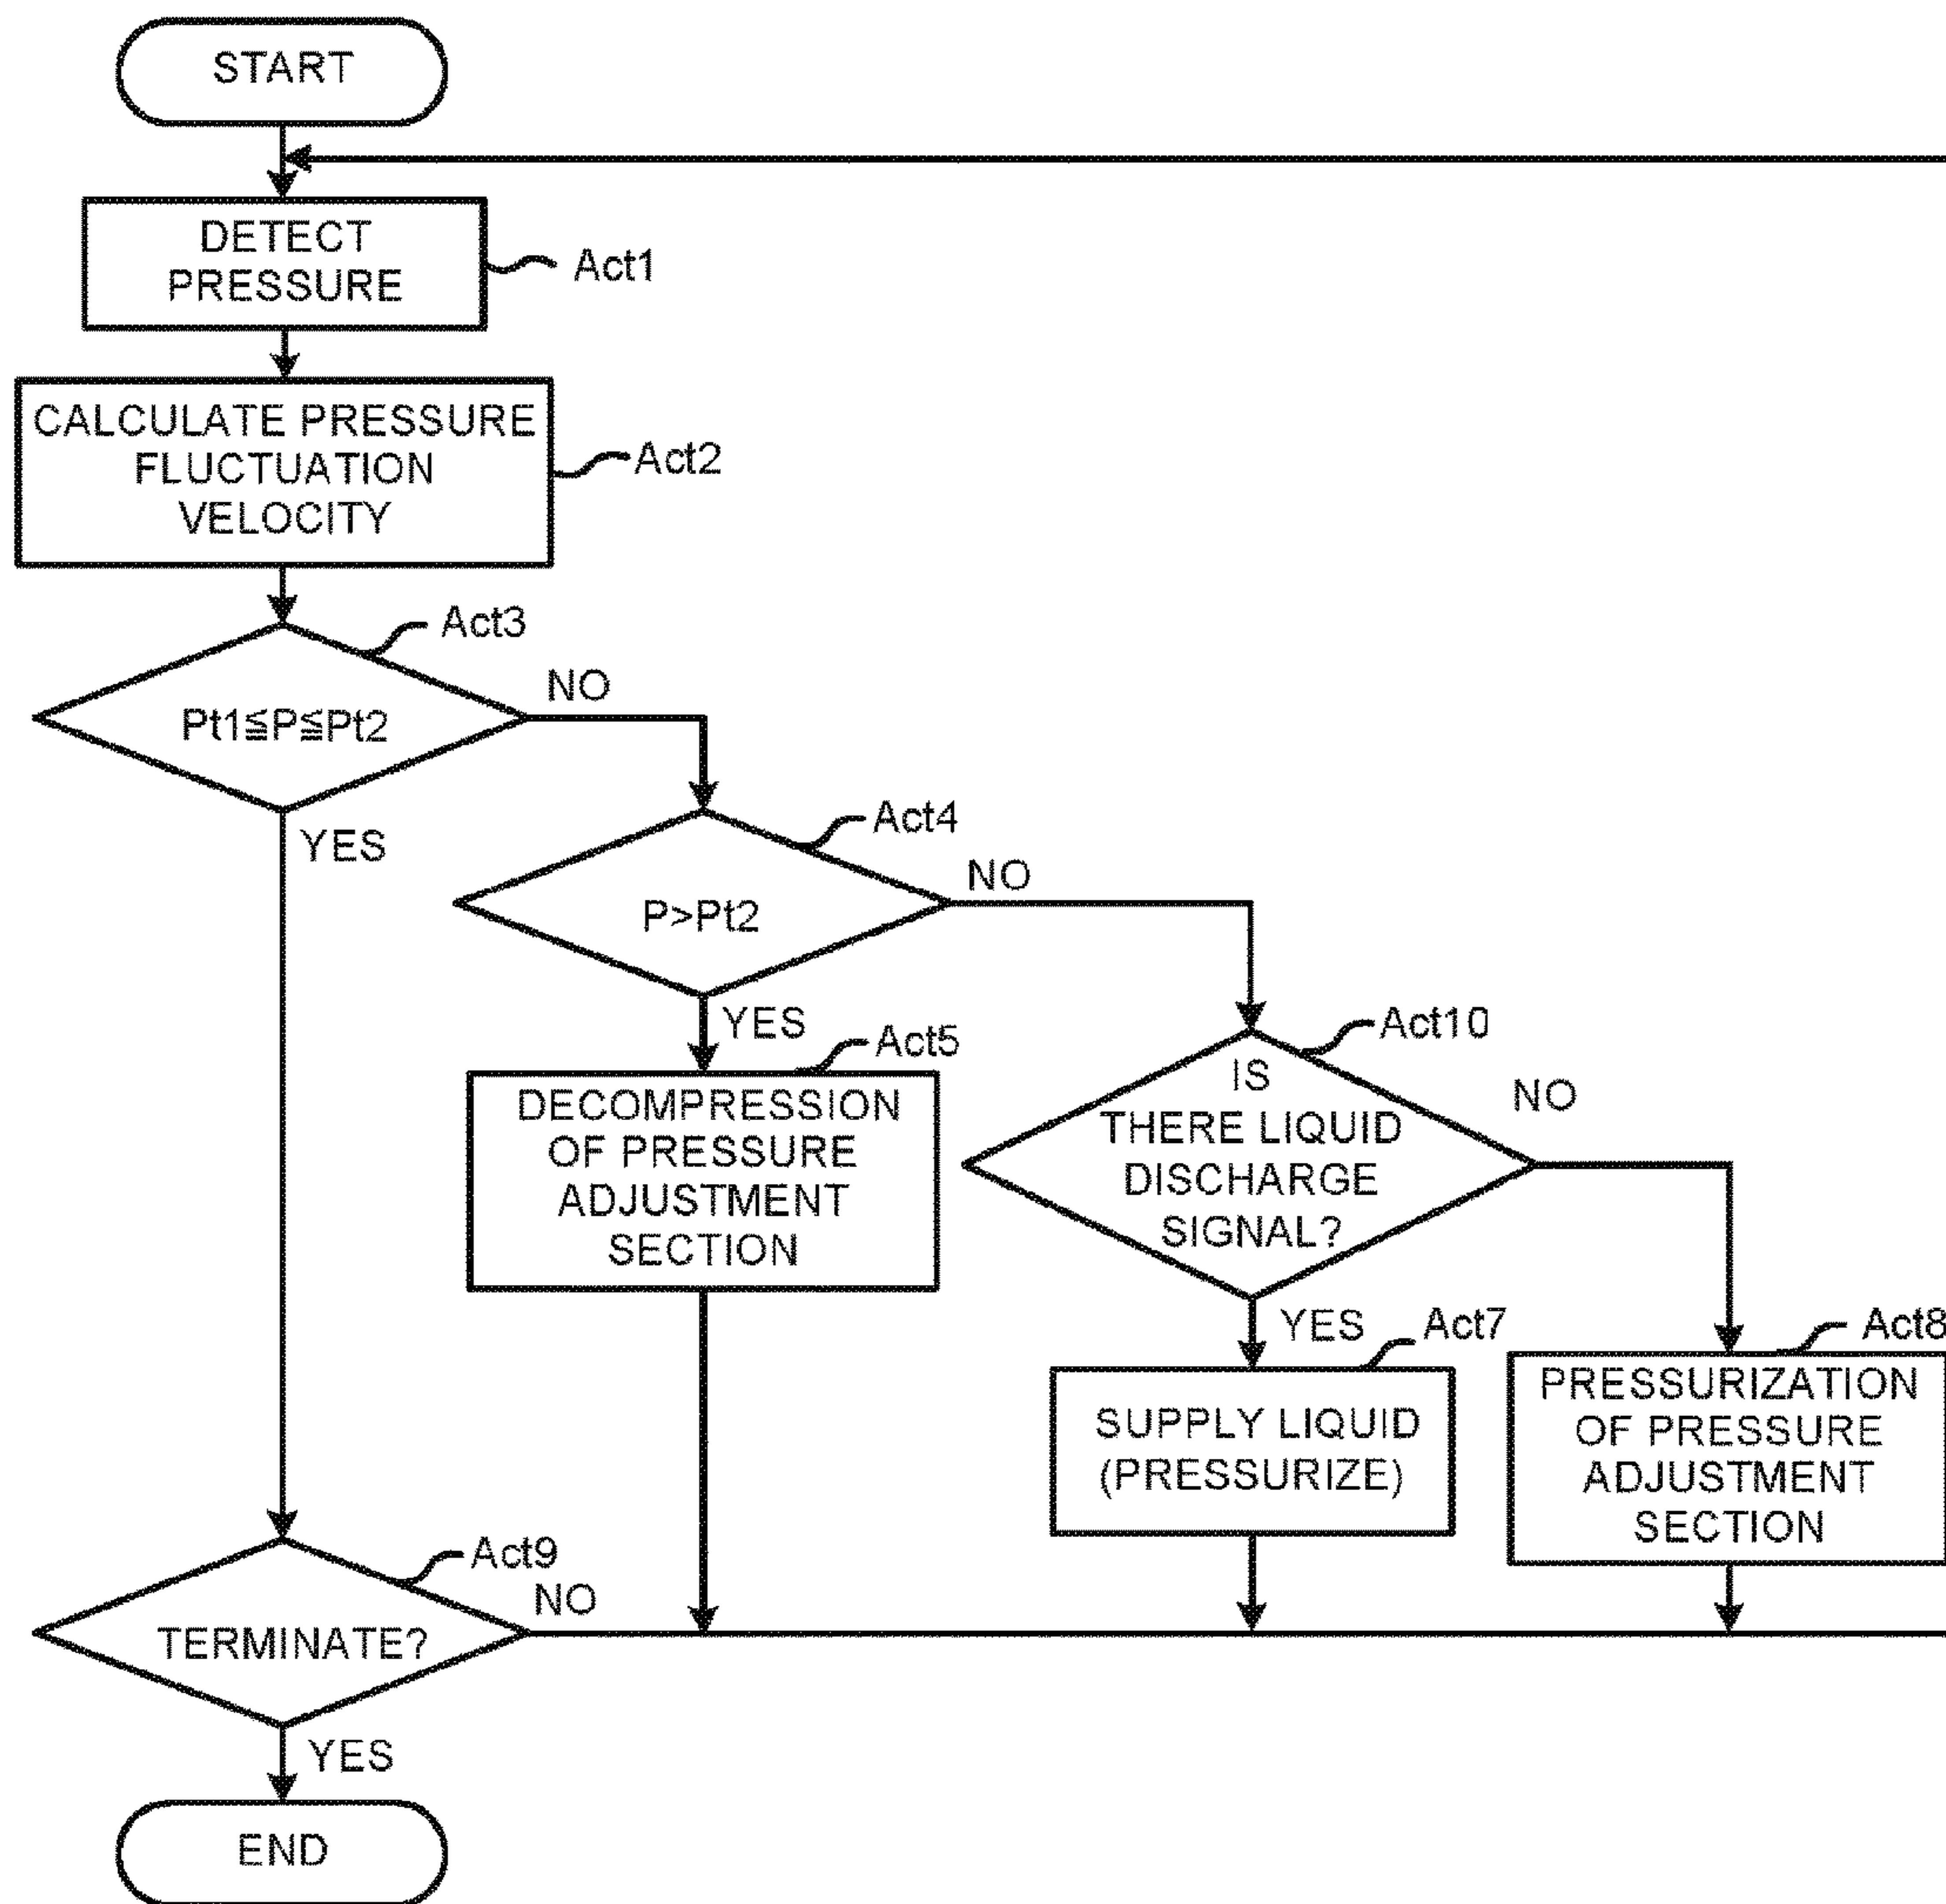 START
DETECT
PRESSURE
Act1
CALCULATE PRESSURE
FLUCTUATION
VELOCITY
Act2
Act3
Pt1≦P≦Pt2
NO
YES
Act4
P>Pt2
NO
YES
Act5
DECOMPRESSION
OF PRESSURE
ADJUSTMENT
SECTION
Act10
IS
THERE LIQUID
DISCHARGE
SIGNAL?
NO
YES
Act7
SUPPLY LIQUID
(PRESSURIZE)
Act8
PRESSURIZATION
OF PRESSURE
ADJUSTMENT
SECTION
Act9
TERMINATE?
NO
YES
END